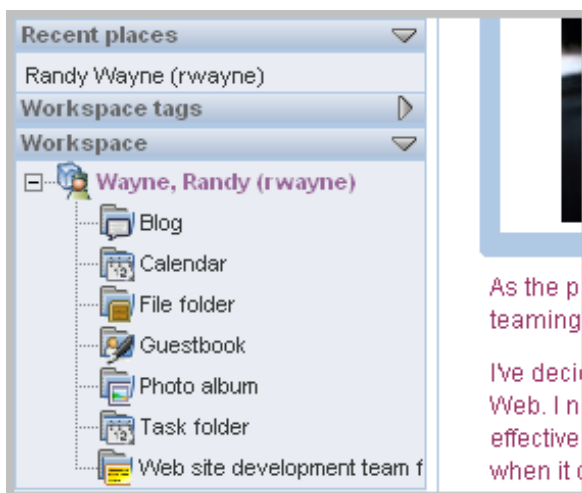 Recent places
Randy Wayne (rwayne)
Workspace tags
Workspace
Wayne, Randy (rwayne)
Blog
Calendar
File folder
Guestbook
Photo album
Task folder
Web site development team f
As the p
teaming
I've deci
Web. I n
effective
when it